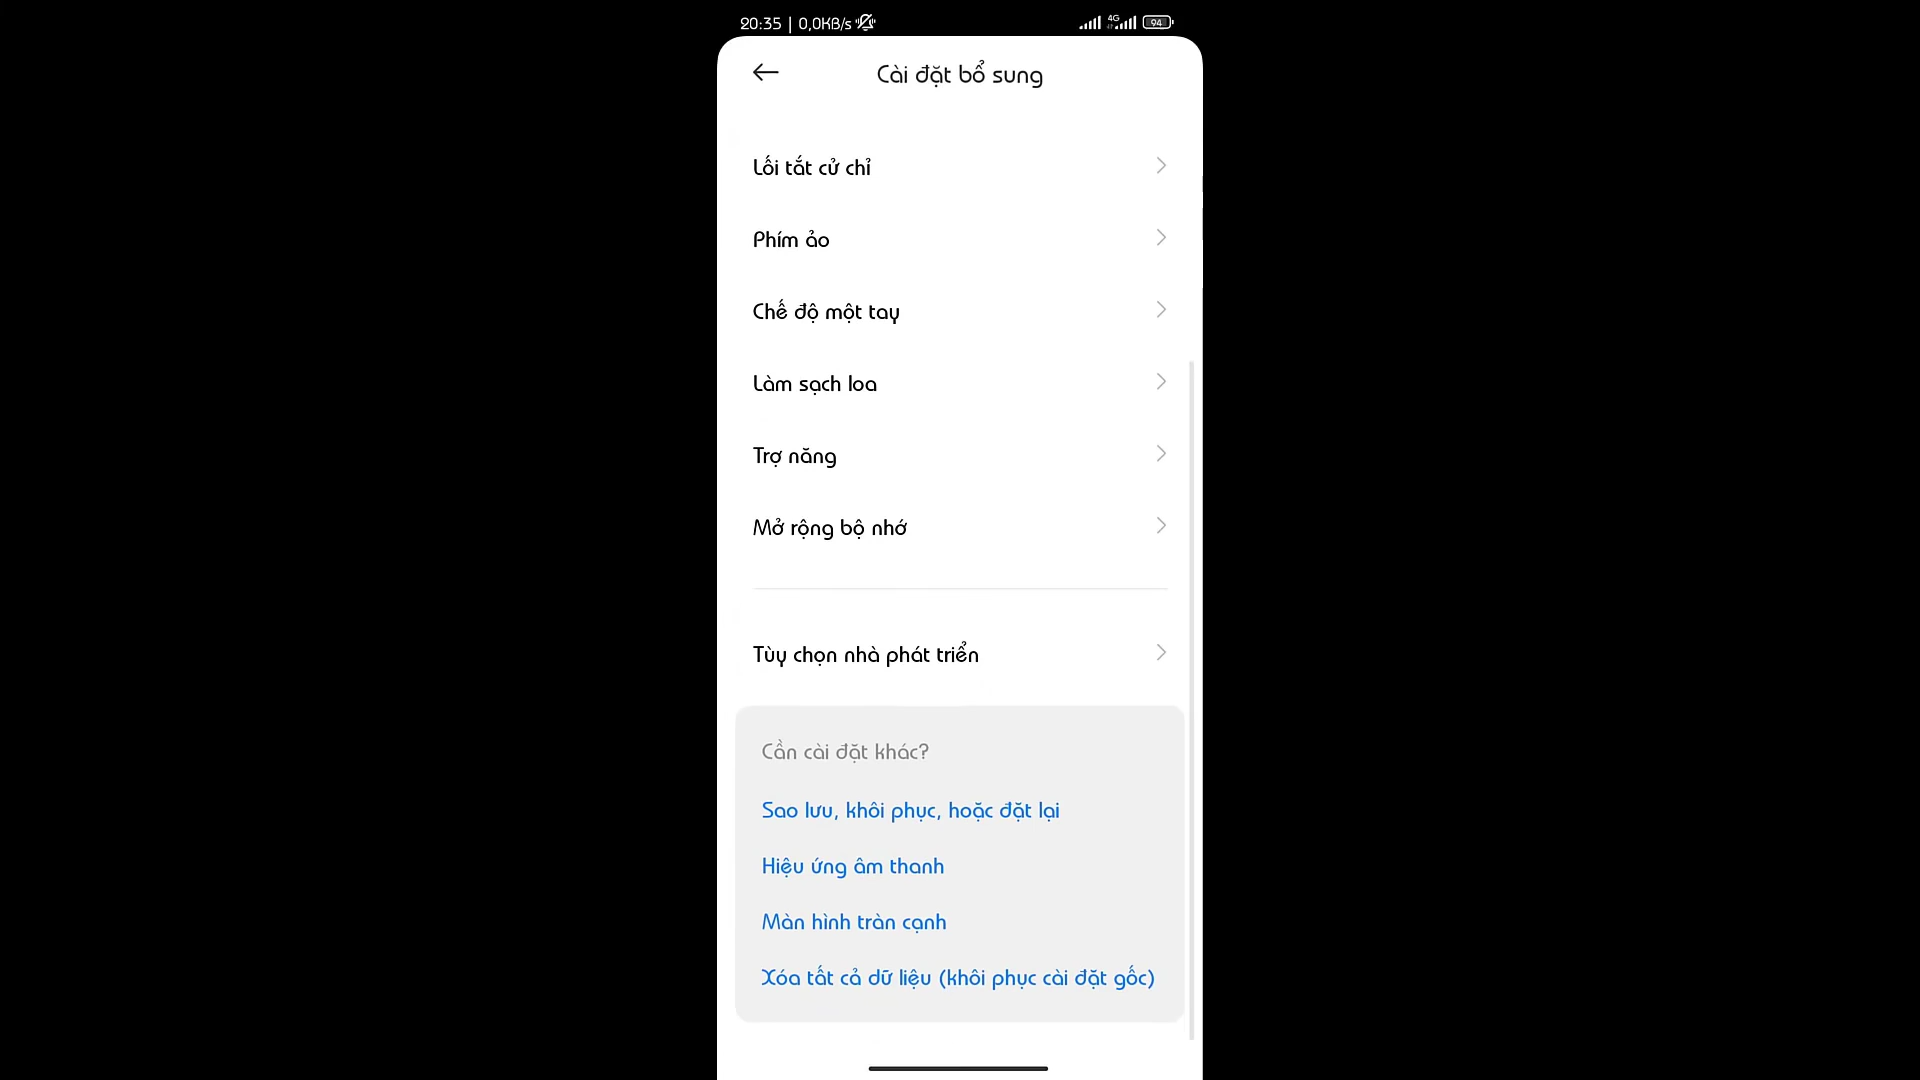 20:35 | 0,0KB/s 4G 94
Cài đặt bổ sung
Lối tắt cử chỉ
Phím ảo
Chế độ một tay
Làm sạch loa
Trợ năng
Mở rộng bộ nhớ
Tùy chọn nhà phát triển
Cần cài đặt khác?
Sao lưu, khôi phục, hoặc đặt lại
Hiệu ứng âm thanh
Màn hình tràn cạnh
Xóa tất cả dữ liệu (khôi phục cài đặt gốc)